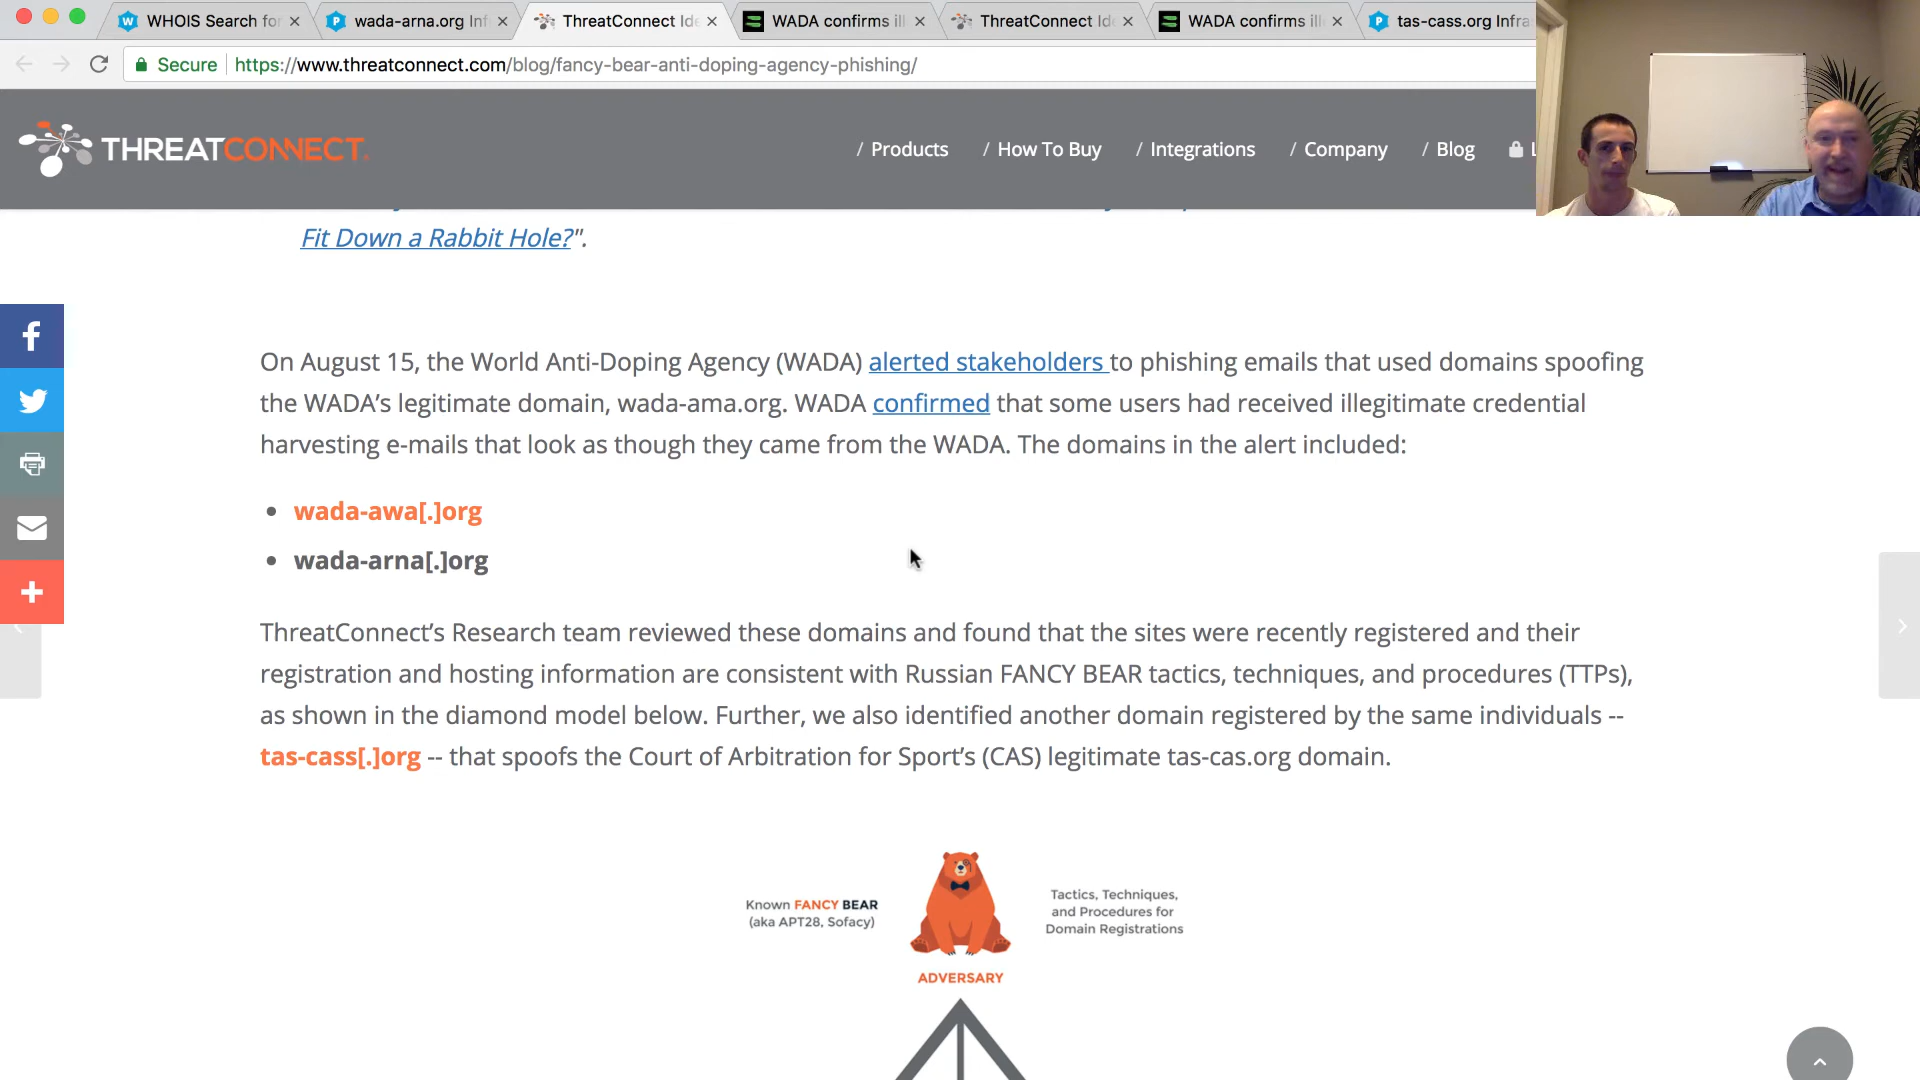 WHOIS Search for
wada-arna.org Inf
ThreatConnect Ide
WADA confirms ill
ThreatConnect Ide
WADA confirms ill
tas-cass.org Infra
Secure
https://www.threatconnect.com/blog/fancy-bear-anti-doping-agency-phishing/
THREATCONNECT
/ Products / How To Buy / Integrations / Company / Blog / L
Fit Down a Rabbit Hole?".
On August 15, the World Anti-Doping Agency (WADA) alerted stakeholders to phishing emails that used domains spoofing
the WADA's legitimate domain, wada-ama.org. WADA confirmed that some users had received illegitimate credential
harvesting e-mails that look as though they came from the WADA. The domains in the alert included:
• wada-awa[.]org
• wada-arna[.]org
ThreatConnect's Research team reviewed these domains and found that the sites were recently registered and their
registration and hosting information are consistent with Russian FANCY BEAR tactics, techniques, and procedures (TTPs),
as shown in the diamond model below. Further, we also identified another domain registered by the same individuals --
tas-cass[.]org -- that spoofs the Court of Arbitration for Sport's (CAS) legitimate tas-cas.org domain.
Known FANCY BEAR
(aka APT28, Sofacy)
Tactics, Techniques,
and Procedures for
Domain Registrations
ADVERSARY